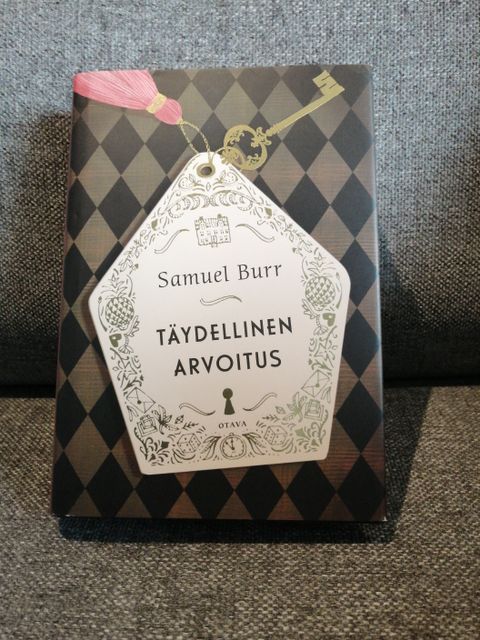 Samuel Burr
TÄYDELLINEN
ARVOITUS
OTAVA